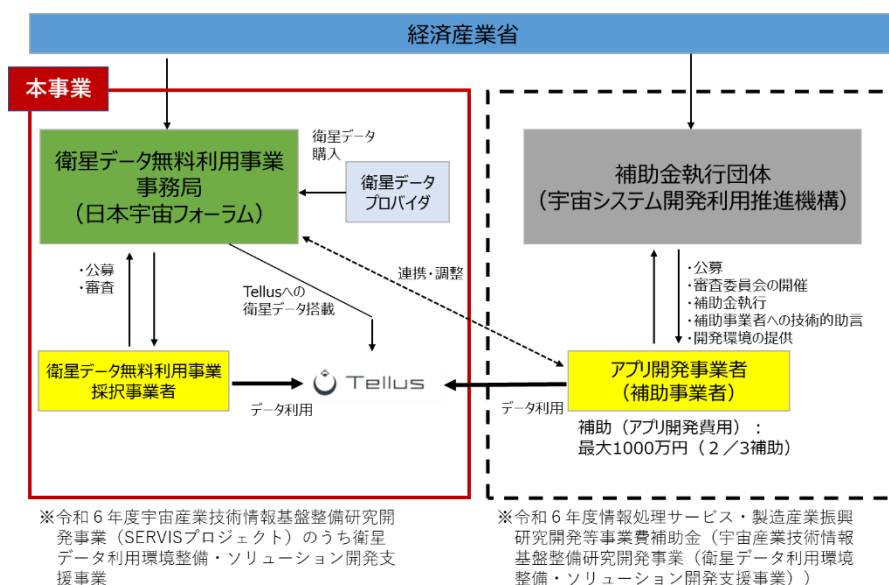 経済産業省
本事業
衛星データ無料利用事業
事務局
（日本宇宙フォーラム）
衛星データ
購入
衛星データ
プロバイダ
補助金執行団体
（宇宙システム開発利用推進機構）
・公募
・審査
Tellusへの
衛星データ搭載
連携・調整
・公募
・審査委員会の開催
・補助金執行
・補助事業者への技術的助言
・開発環境の提供
衛星データ無料利用事業
採択事業者
データ利用
Tellus
データ利用
アプリ開発事業者
（補助事業者）
補助（アプリ開発費用）：
最大1000万円（２／3補助）
※令和６年度宇宙産業技術情報基盤整備研究開
発事業（SERVISプロジェクト）のうち衛星
データ利用環境整備・ソリューション開発支
援事業
※令和６年度情報処理サービス・製造産業振興
研究開発等事業費補助金（宇宙産業技術情報
基盤整備研究開発事業（衛星データ利用環境
整備・ソリューション開発支援事業））